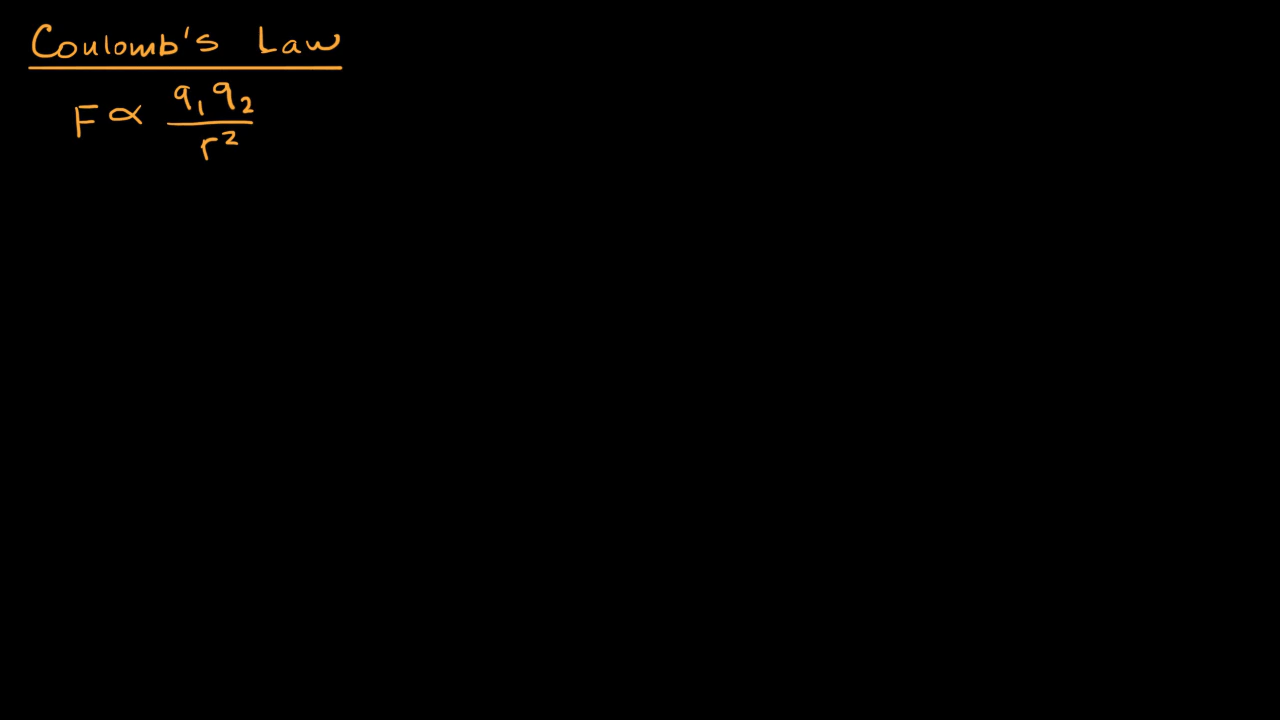 Coulomb's Law
F ∝ q₁q₂ / r²